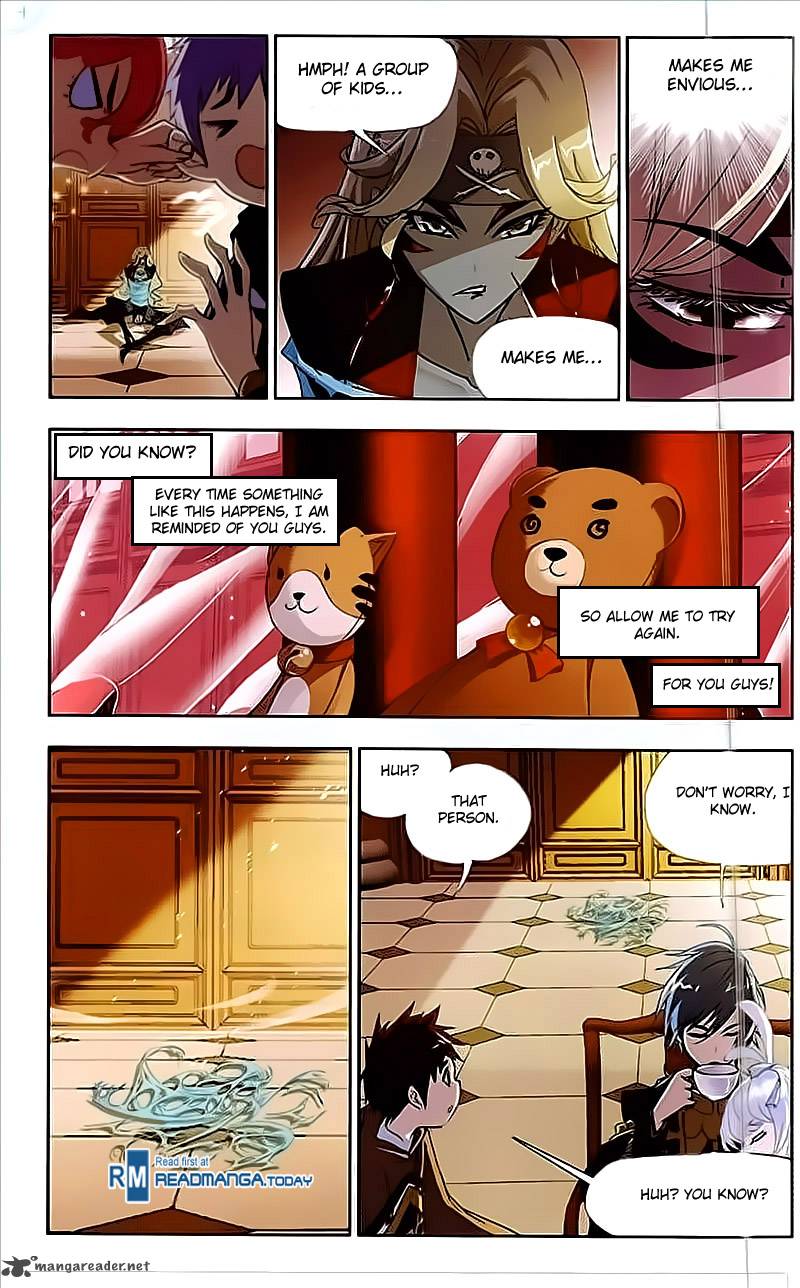 HMPH! A GROUP
OF KIDS...
MAKES ME...
MAKES ME
ENVIOUS...
DID YOU KNOW?
EVERY TIME SOMETHING
LIKE THIS HAPPENS, I AM
REMINDED OF YOU GUYS.
SO ALLOW ME TO TRY
AGAIN.
FOR YOU GUYS!
HUH?
THAT
PERSON.
DON'T WORRY, I
KNOW.
HUH? YOU KNOW?
RM
Read first at
READMANGA.TODAY
mangareader.net